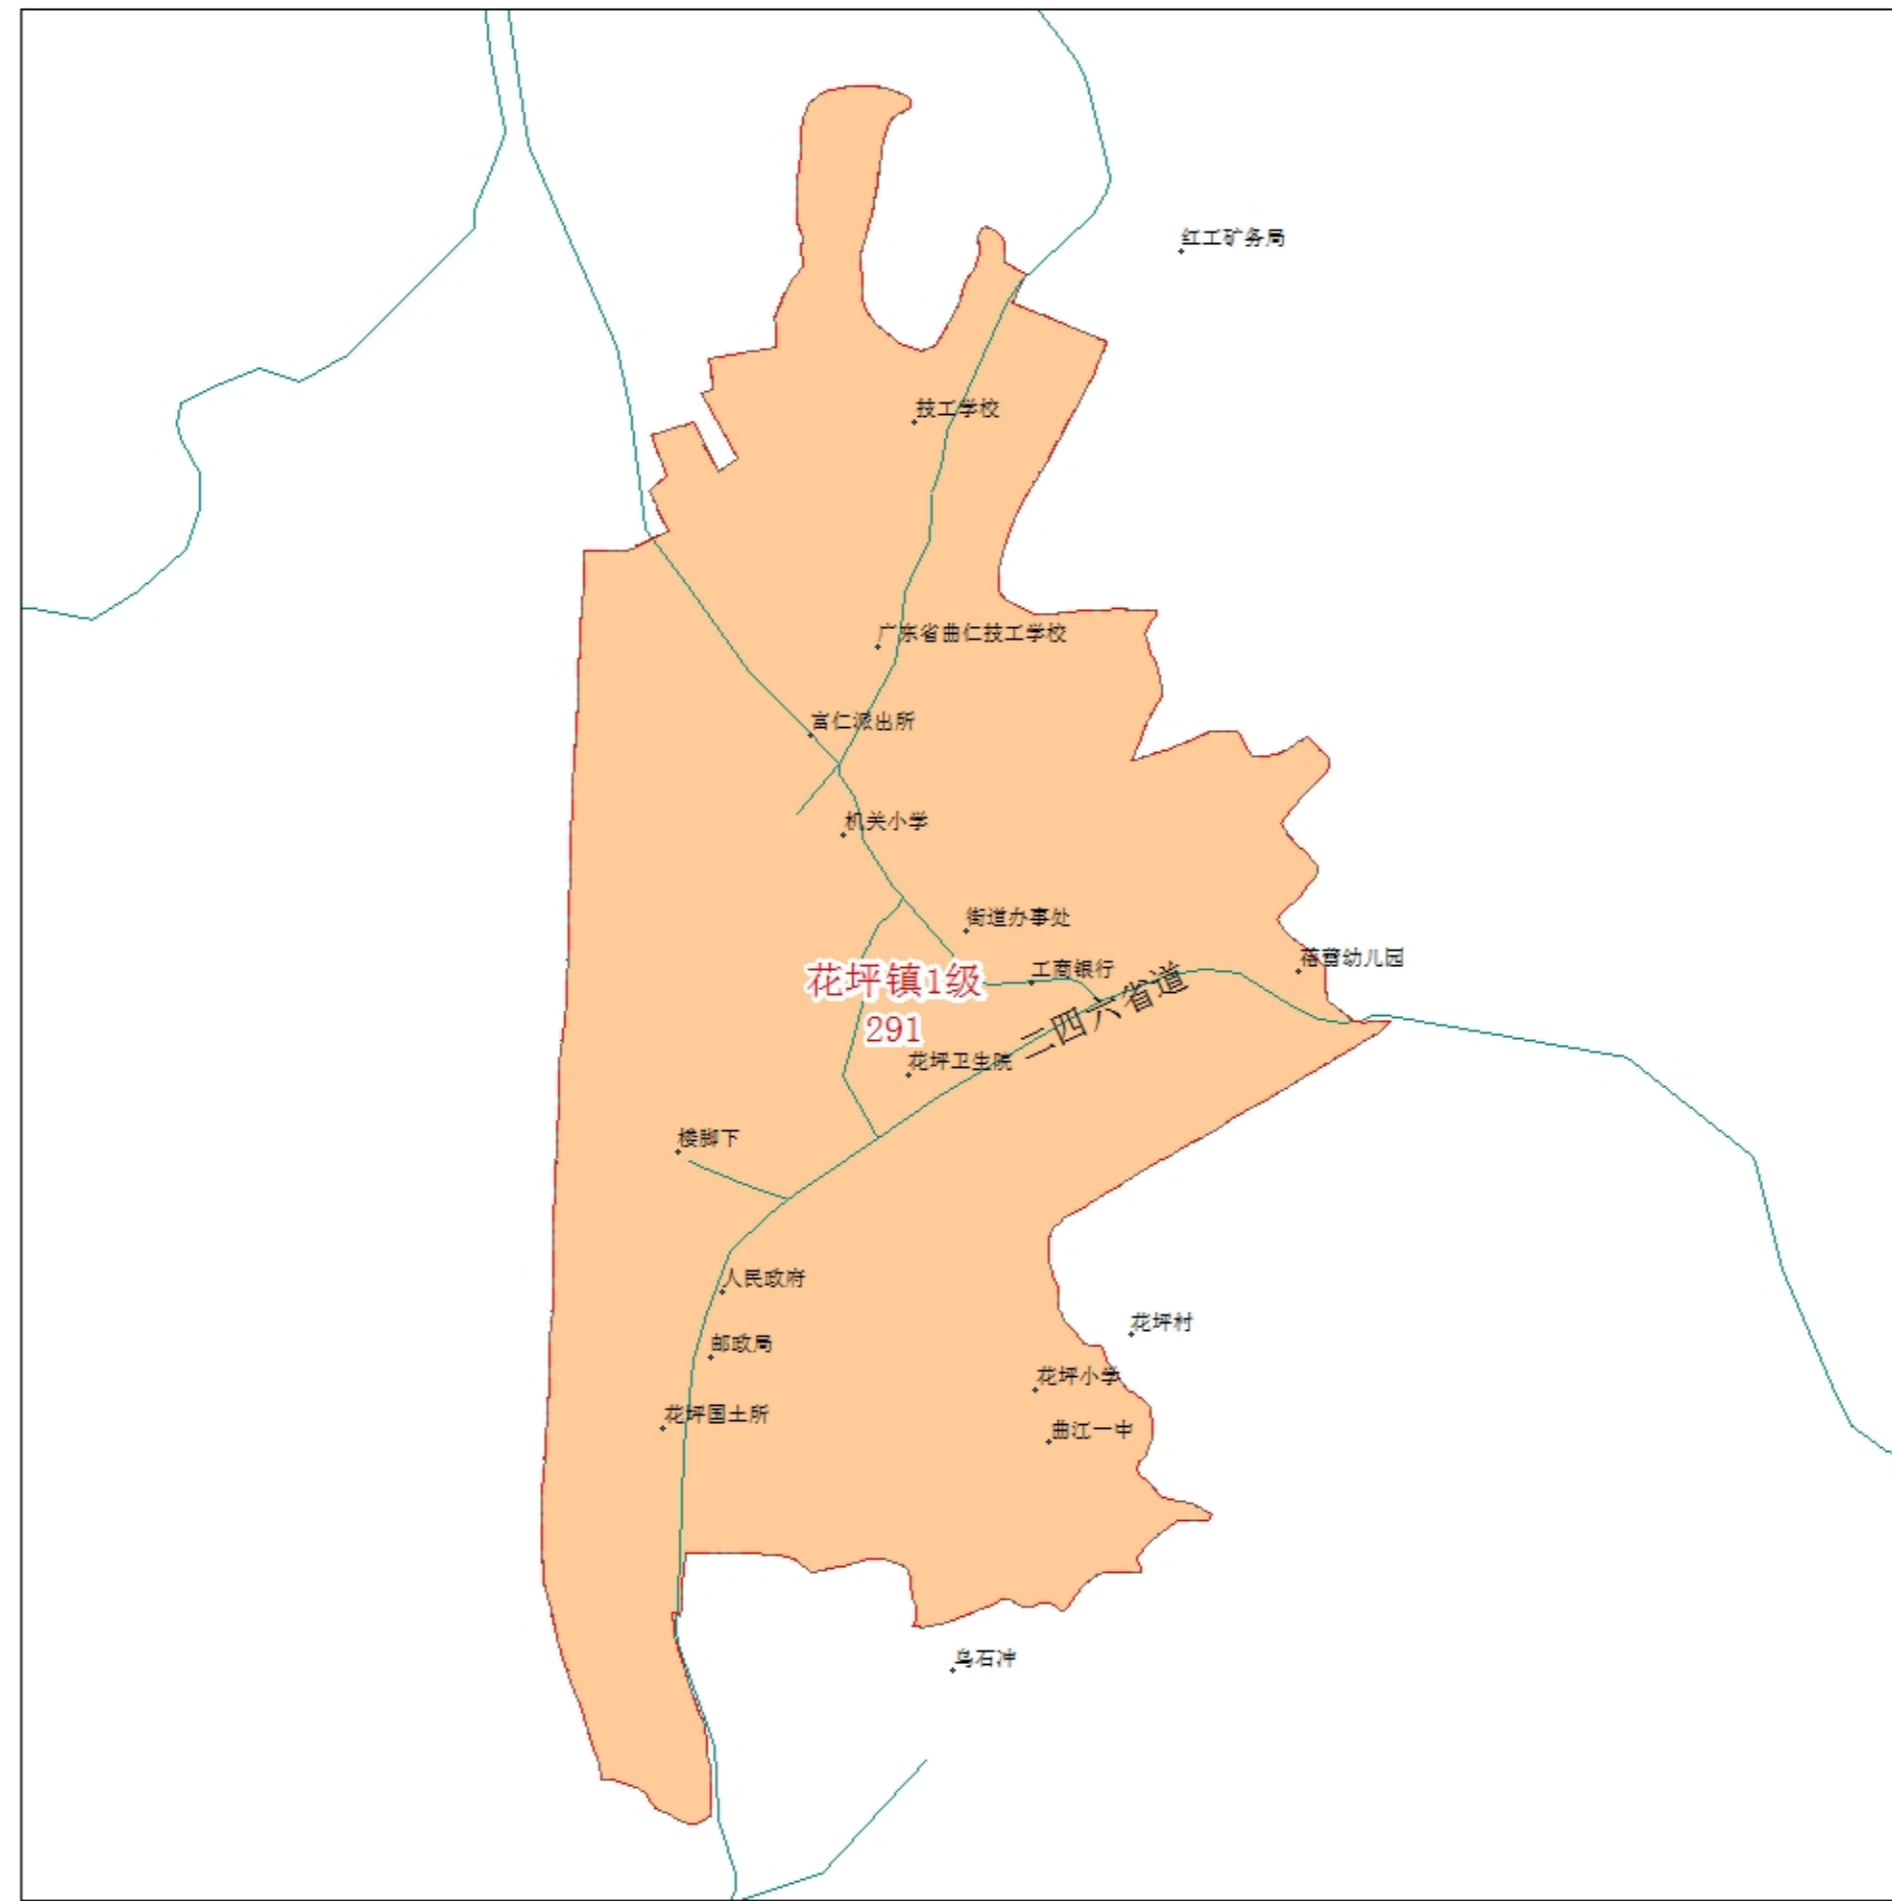 红工矿务局
技工学校
广东省曲仁技工学校
富仁派出所
机关小学
街道办事处
蓓蕾幼儿园
工商银行
花坪镇1级
291
二四六省道
花坪卫生院
楼脚下
人民政府
花坪村
邮政局
花坪小学
花坪国土所
曲江一中
乌石冲